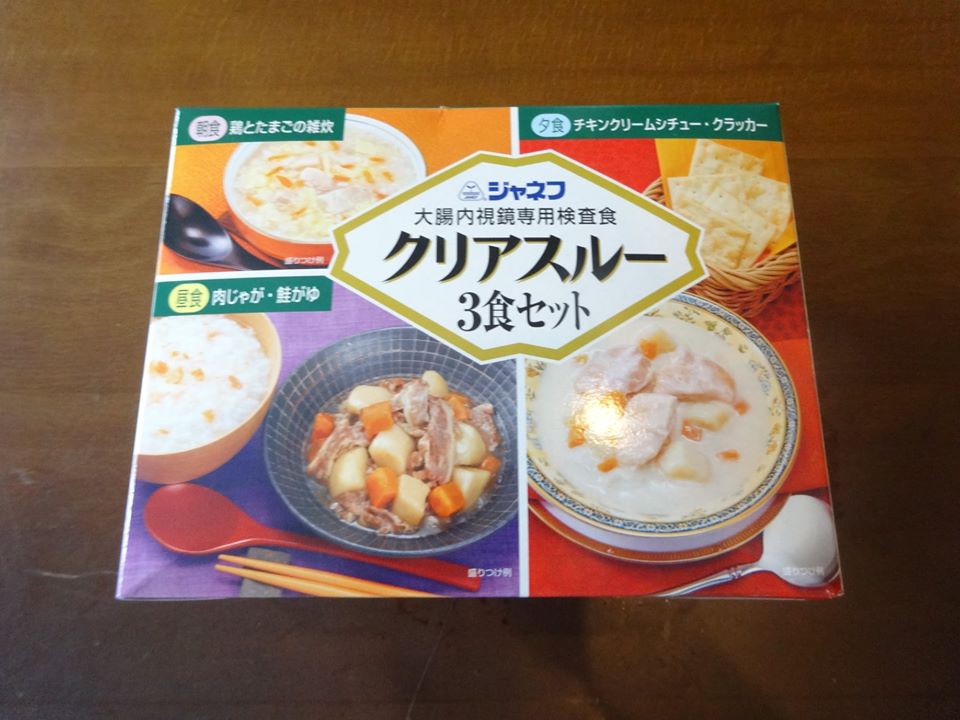 朝食 鶏とたまごの雑炊
盛りつけ例
夕食 チキンクリームシチュー・クラッカー
ジャネフ
大腸内視鏡専用検査食
クリアスルー
3食セット
昼食 肉じゃが・鮭がゆ
盛りつけ例
盛りつけ例